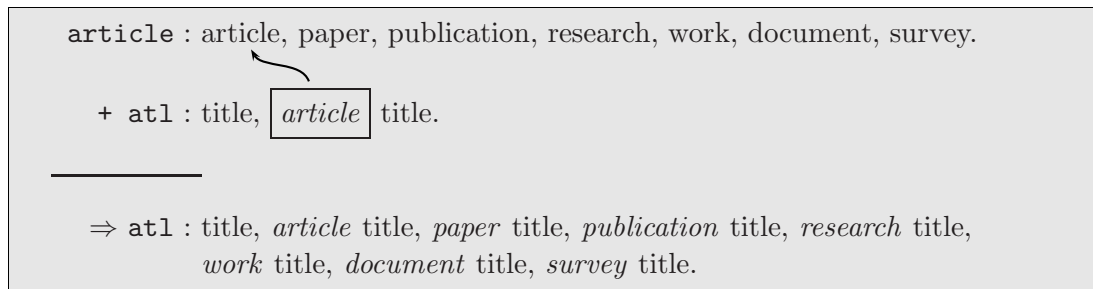 article : article, paper, publication, research, work, document, survey.
+ atl : title, article title.
⇒ atl : title, article title, paper title, publication title, research title,
work title, document title, survey title.